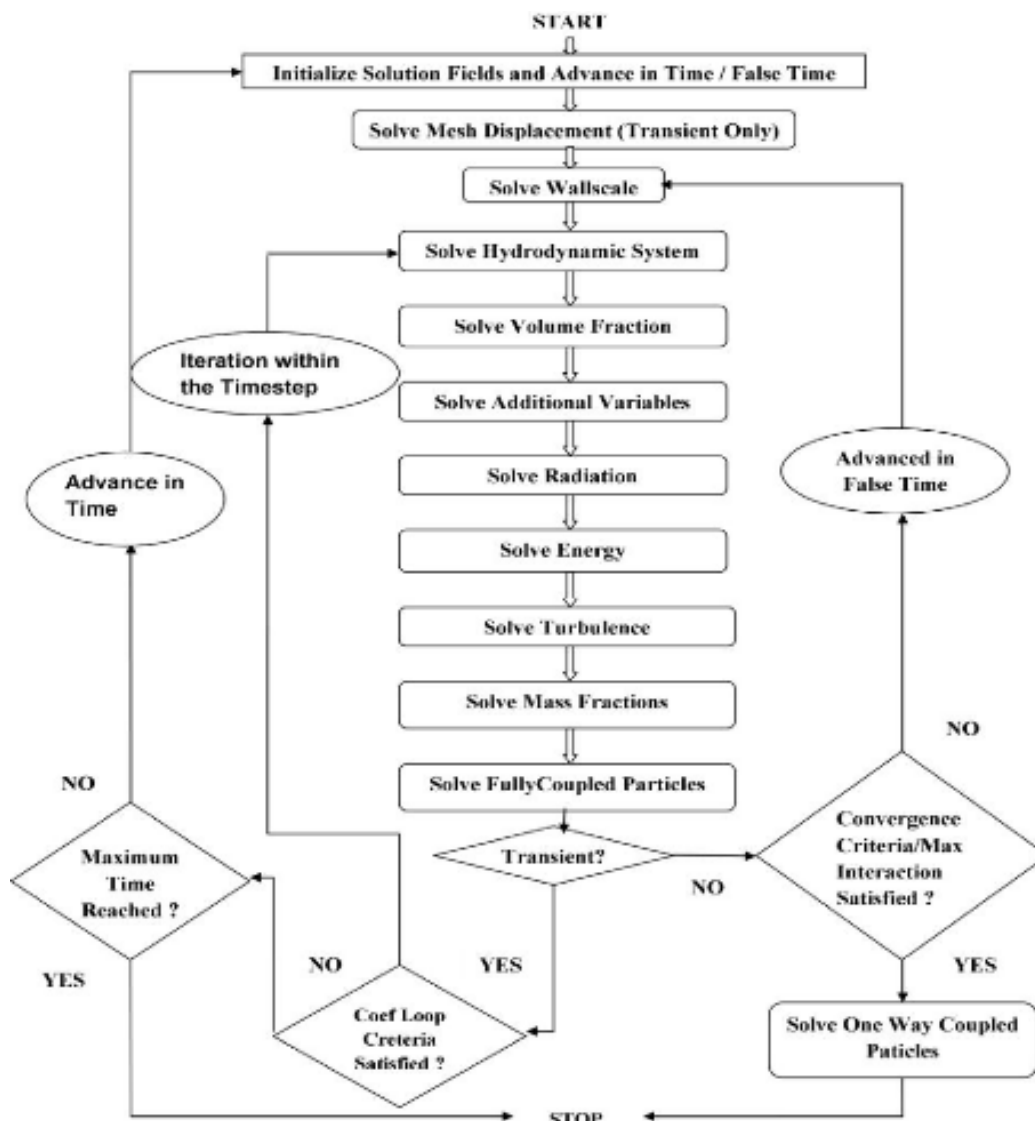 START
Initialize Solution Fields and Advance in Time / False Time
Solve Mesh Displacement (Transient Only)
Solve Wallscale
Solve Hydrodynamic System
Solve Volume Fraction
Iteration within
the Timestep
Solve Additional Variables
Advance in
Time
Solve Radiation
Advanced in
False Time
Solve Energy
Solve Turbulence
Solve Mass Fractions
NO
NO
Solve FullyCoupled Particles
Maximum
Time
Reached ?
Transient?
NO
Convergence
Criteria/Max
Interaction
Satisfied ?
YES
NO
YES
YES
Coef Loop
Creteria
Satisfied ?
Solve One Way Coupled
Paticles
STOP